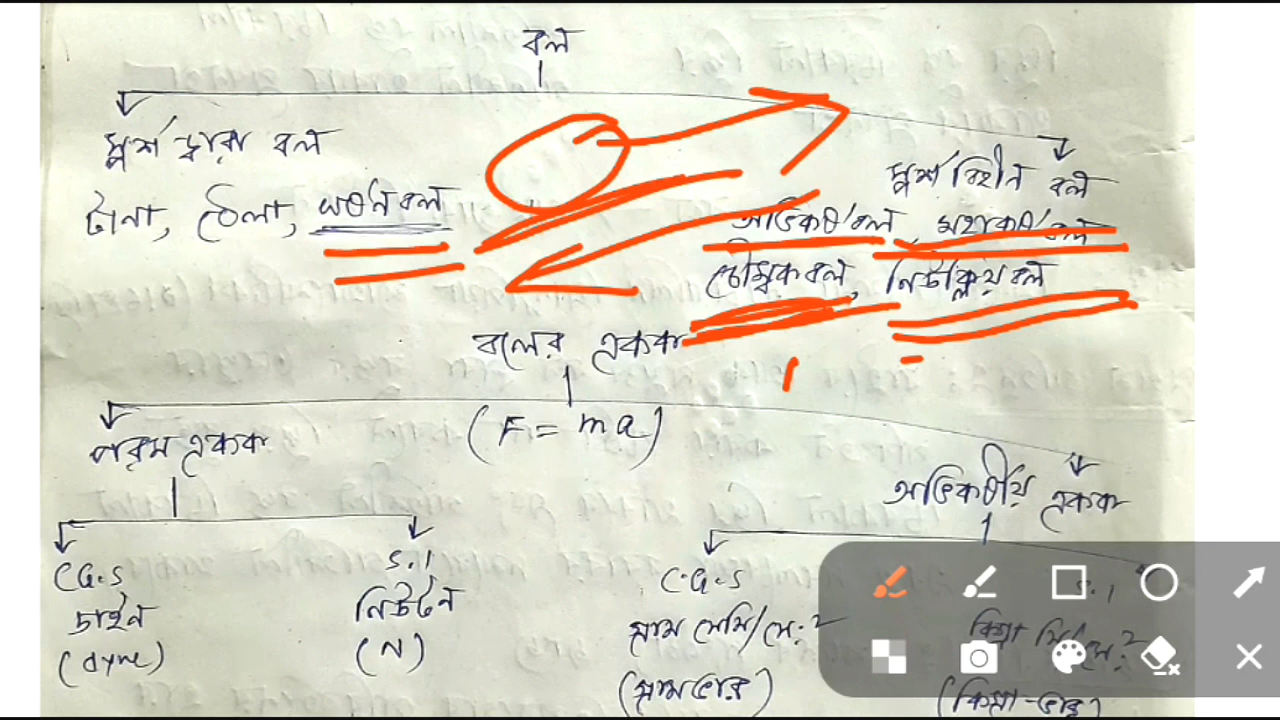 বল
স্পর্শ দ্বারা বল
টানা, ঠেলা, ঘর্ষণ বল
স্পর্শ বিহীন বল
অভিকর্ষ বল, মহাকর্ষ বল
চৌম্বক বল, নিউক্লিয় বল
বলের একক
(F = ma)
পরম একক
C.G.S
ডাইন
(dyne)
S.I
নিউটন
(N)
অভিকর্ষীয় একক
C.G.S
গ্রাম সেমি/সে:²
(গ্রামভার)
S.I
কিগ্রা মি/সে:²
(কিগ্রা-ভার)